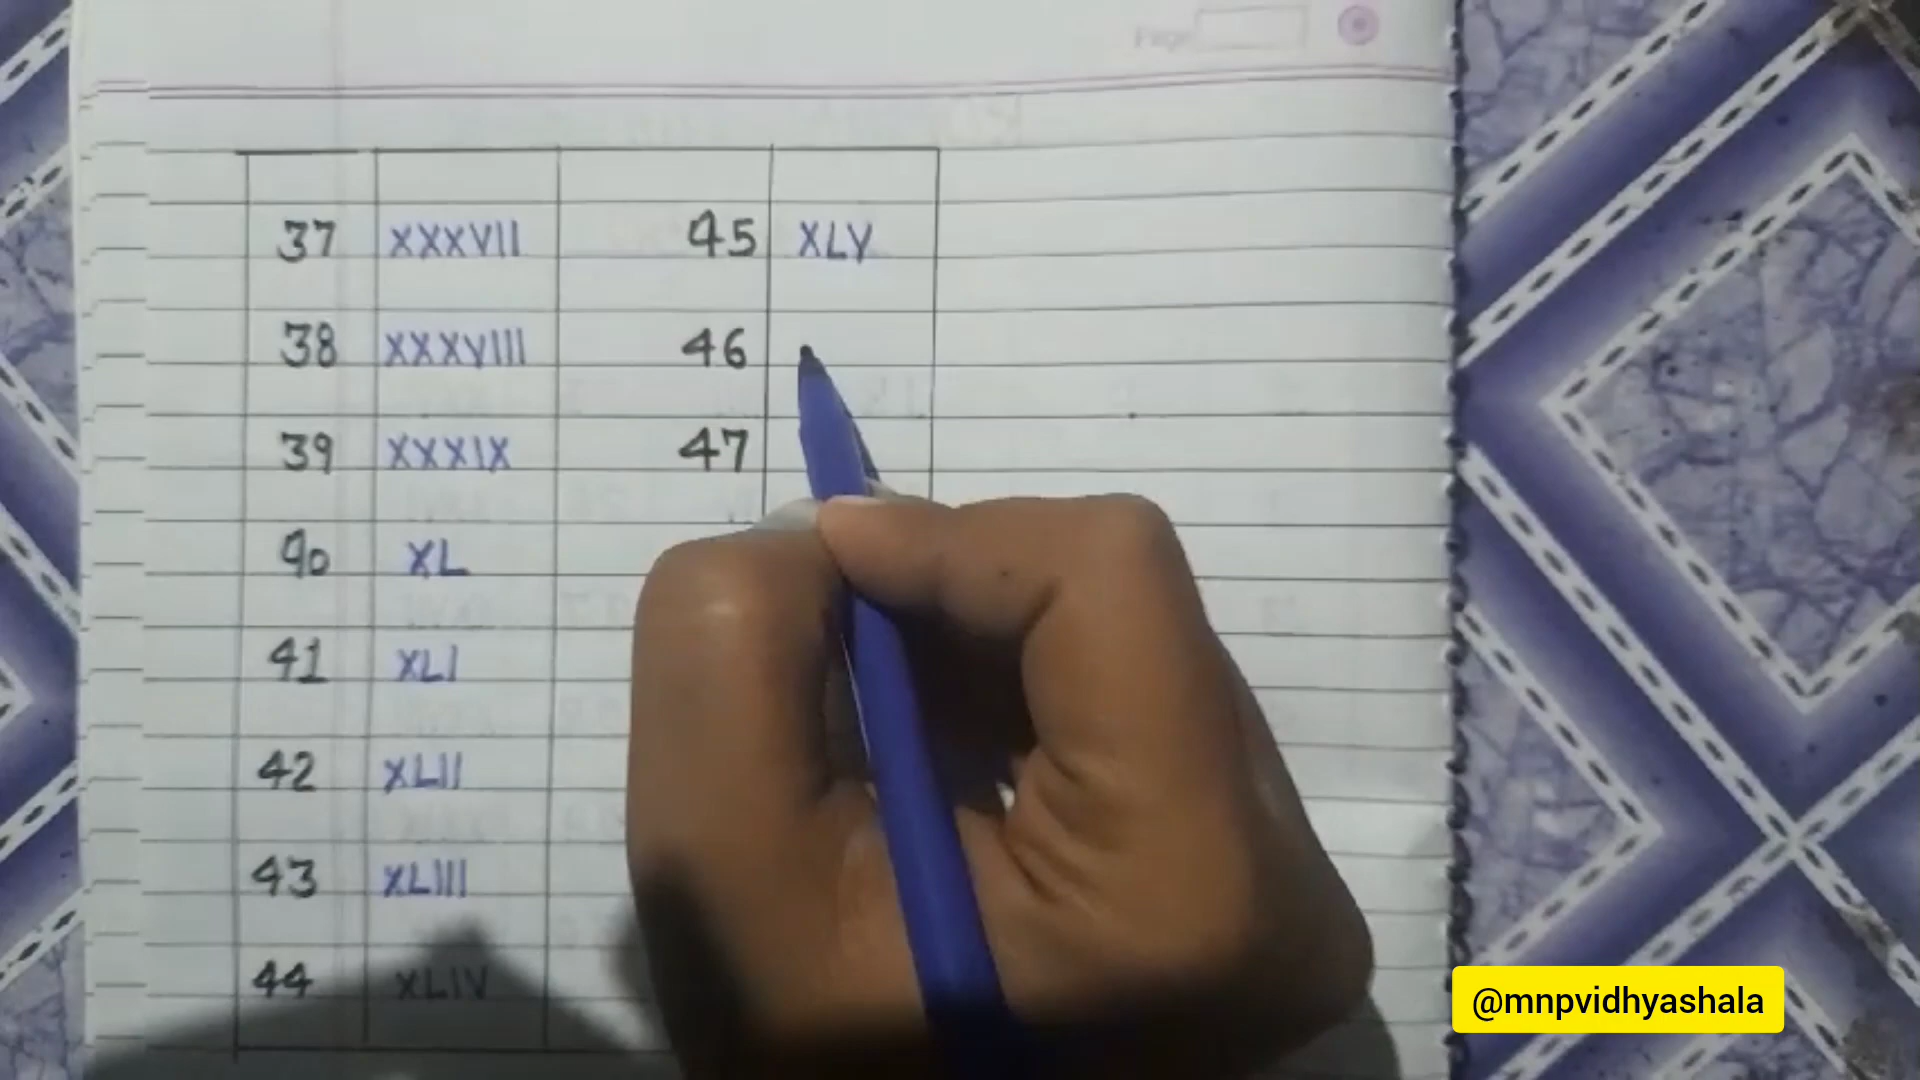 Page
37 XXXVII 45 XLV
38 XXXVIII 46
39 XXXIX 47
40 XL
41 XLI
42 XLII
43 XLIII
44 XLIV
@mnpvidhyashala